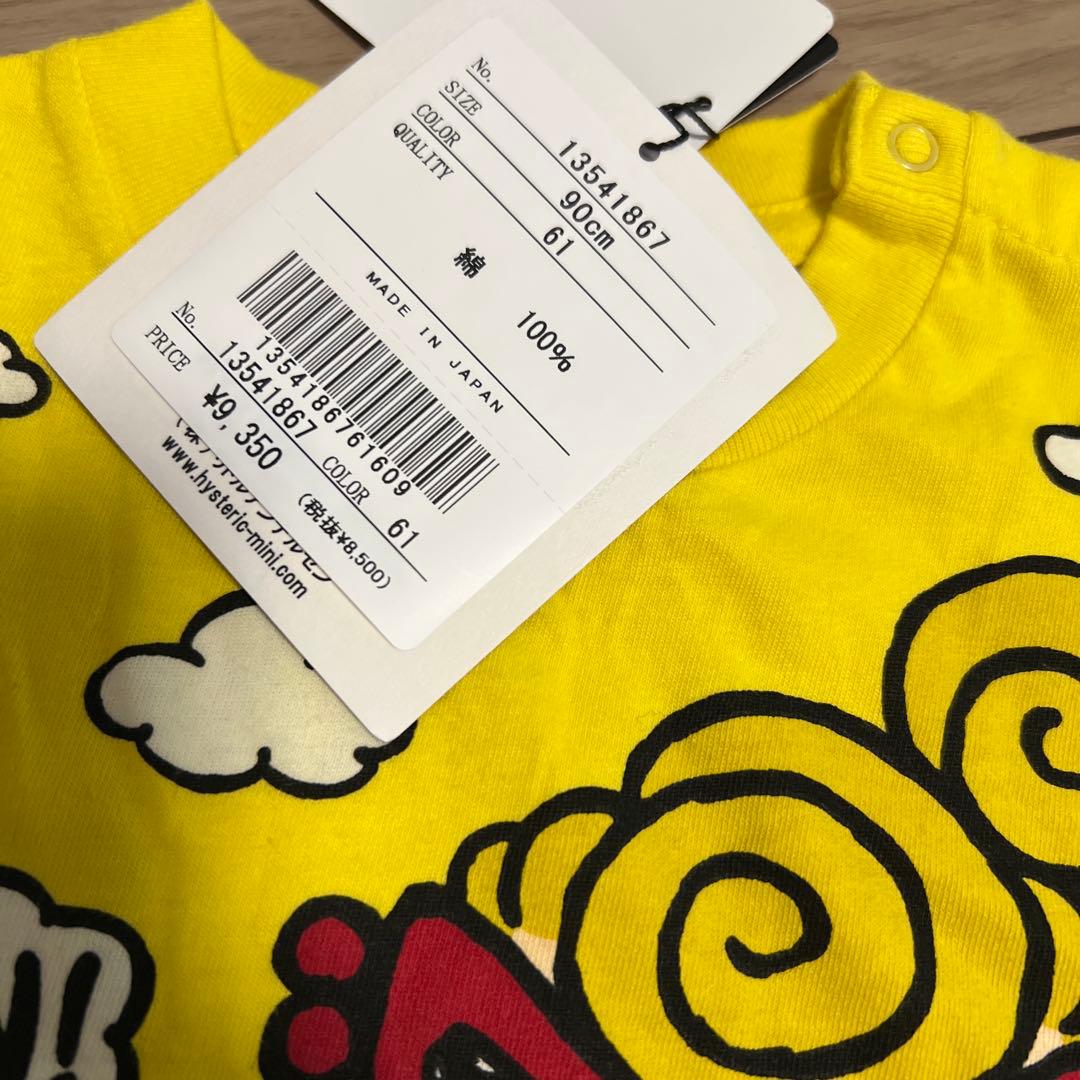 No. 13541867
SIZE 90cm
COLOR 61
QUALITY
綿 100%
MADE IN JAPAN
1354186761609
No. 13541867 COLOR 61
PRICE ¥9,350 (税抜¥8,500)
www.hysteric-mini.com
!!